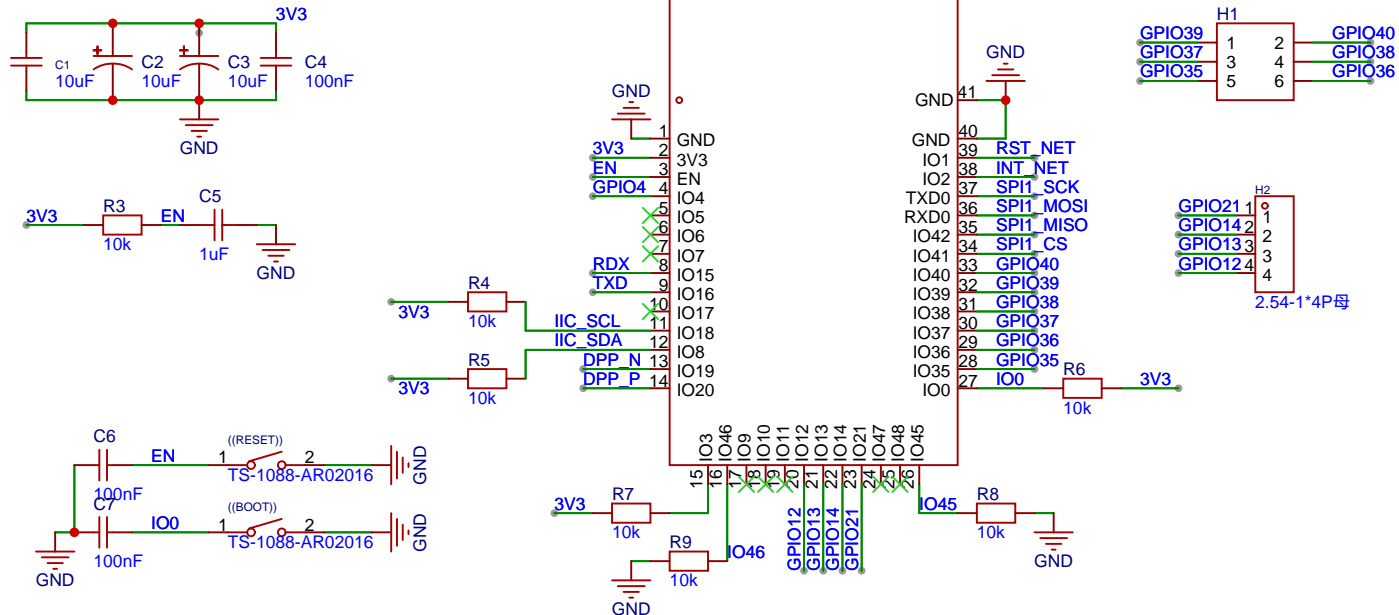 3V3
C1
10uF
C2
10uF
C3
10uF
C4
100nF
GND
3V3
R3
10k
EN
C5
1uF
GND
C6
100nF
EN
((RESET))
1
2
TS-1088-AR02016
GND
C7
100nF
IO0
((BOOT))
1
2
TS-1088-AR02016
GND
GND
GND
1 GND
3V3 2 3V3
EN 3 EN
GPIO4 4 IO4
5 IO5
6 IO6
7 IO7
RDX 8 IO15
TXD 9 IO16
10 IO17
IIC_SCL 11 IO18
IIC_SDA 12 IO8
DPP_N 13 IO19
DPP_P 14 IO20
3V3
R4
10k
3V3
R5
10k
GND
GND 41
GND 40
IO1 39 RST_NET
IO2 38 INT_NET
TXD0 37 SPI1_SCK
RXD0 36 SPI1_MOSI
IO42 35 SPI1_MISO
IO41 34 SPI1_CS
IO40 33 GPIO40
IO39 32 GPIO39
IO38 31 GPIO38
IO37 30 GPIO37
IO36 29 GPIO36
IO35 28 GPIO35
IO0 27 IO0
R6
10k
3V3
IO3 15
IO46 16
IO9 17
IO10 18
IO11 19
IO12 20
IO13 21
IO14 22
IO21 23
IO47 24
IO48 25
IO45 26
3V3
R7
10k
GND
R9
10k
IO46
GPIO12
GPIO13
GPIO14
GPIO21
IO45
R8
10k
GND
H1
GPIO39 1 2 GPIO40
GPIO37 3 4 GPIO38
GPIO35 5 6 GPIO36
H2
GPIO21 1 1
GPIO14 2 2
GPIO13 3 3
GPIO12 4 4
2.54-1*4P母